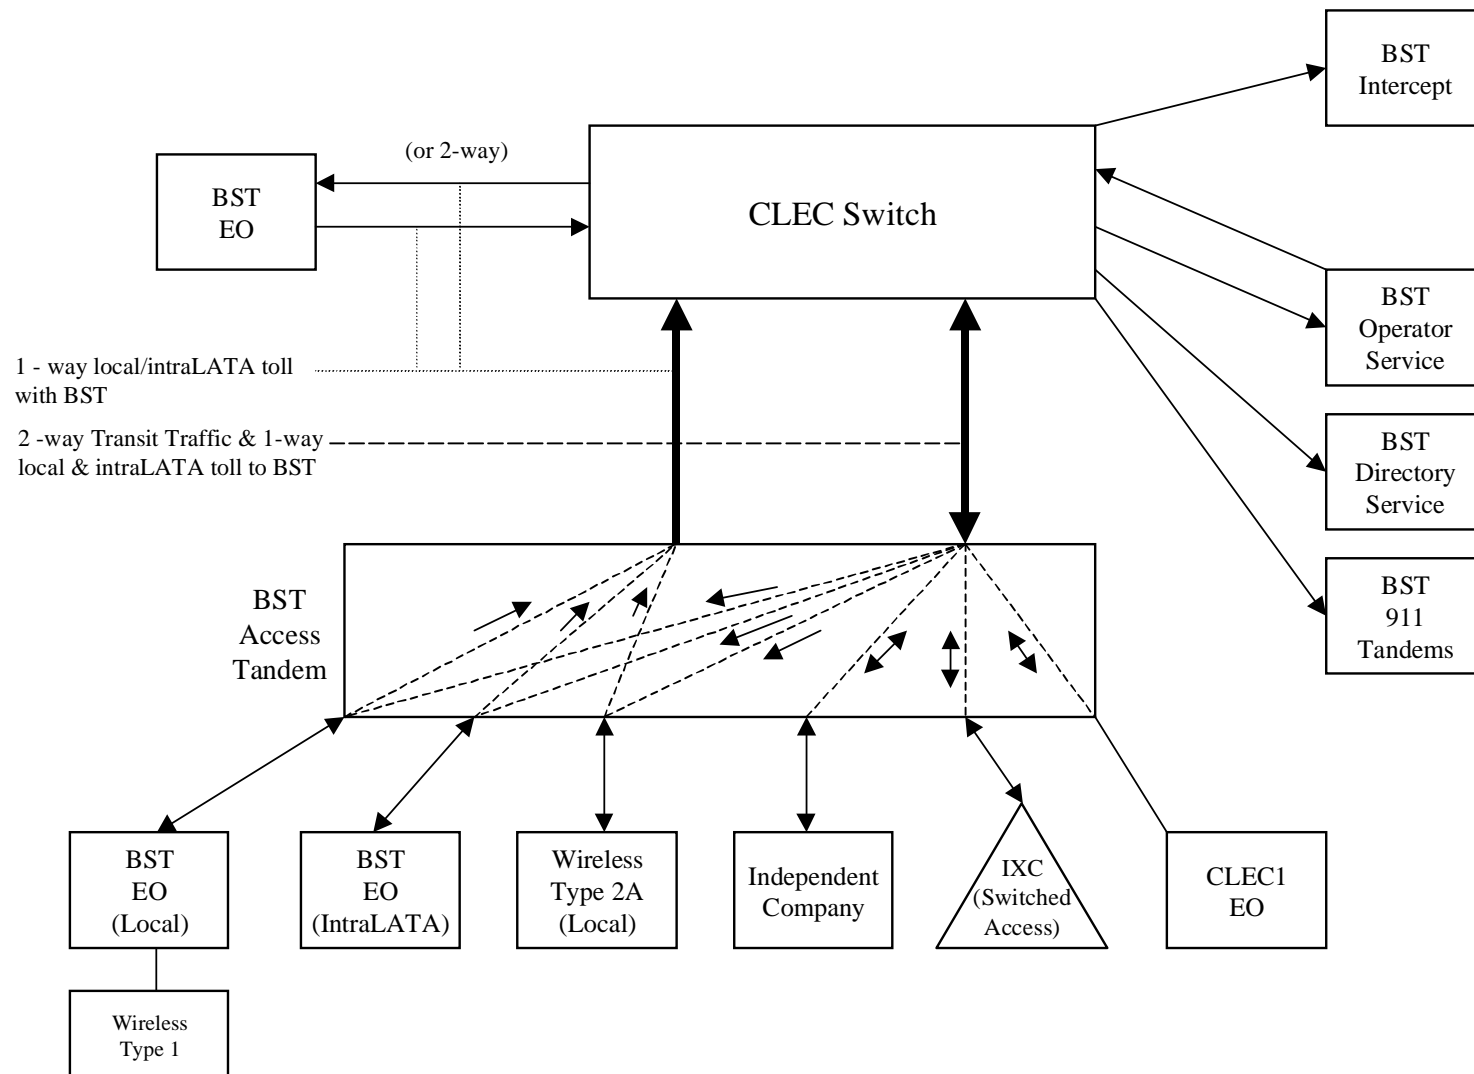 BST
Intercept
(or 2-way)
BST
EO
CLEC Switch
BST
Operator
Service
1 - way local/intraLATA toll
with BST
2 -way Transit Traffic & 1-way
local & intraLATA toll to BST
BST
Directory
Service
BST
911
Tandems
BST
Access
Tandem
BST
EO
(Local)
BST
EO
(IntraLATA)
Wireless
Type 2A
(Local)
Independent
Company
IXC
(Switched
Access)
CLEC1
EO
Wireless
Type 1